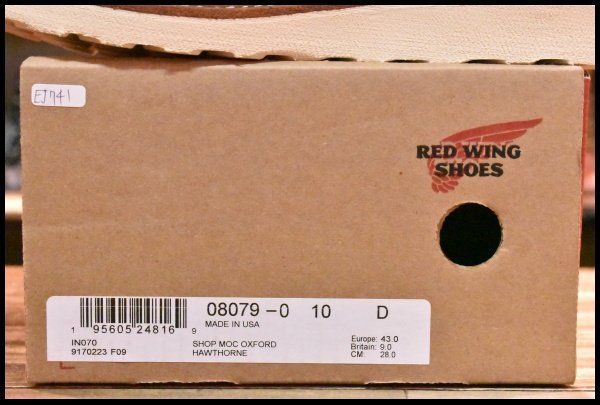 EJ741
RED WING
SHOES
08079-0 10 D
MADE IN USA
1 95605 24816 9
IN070
9170223 F09
SHOP MOC OXFORD
HAWTHORNE
Europe: 43.0
Britain: 9.0
CM: 28.0